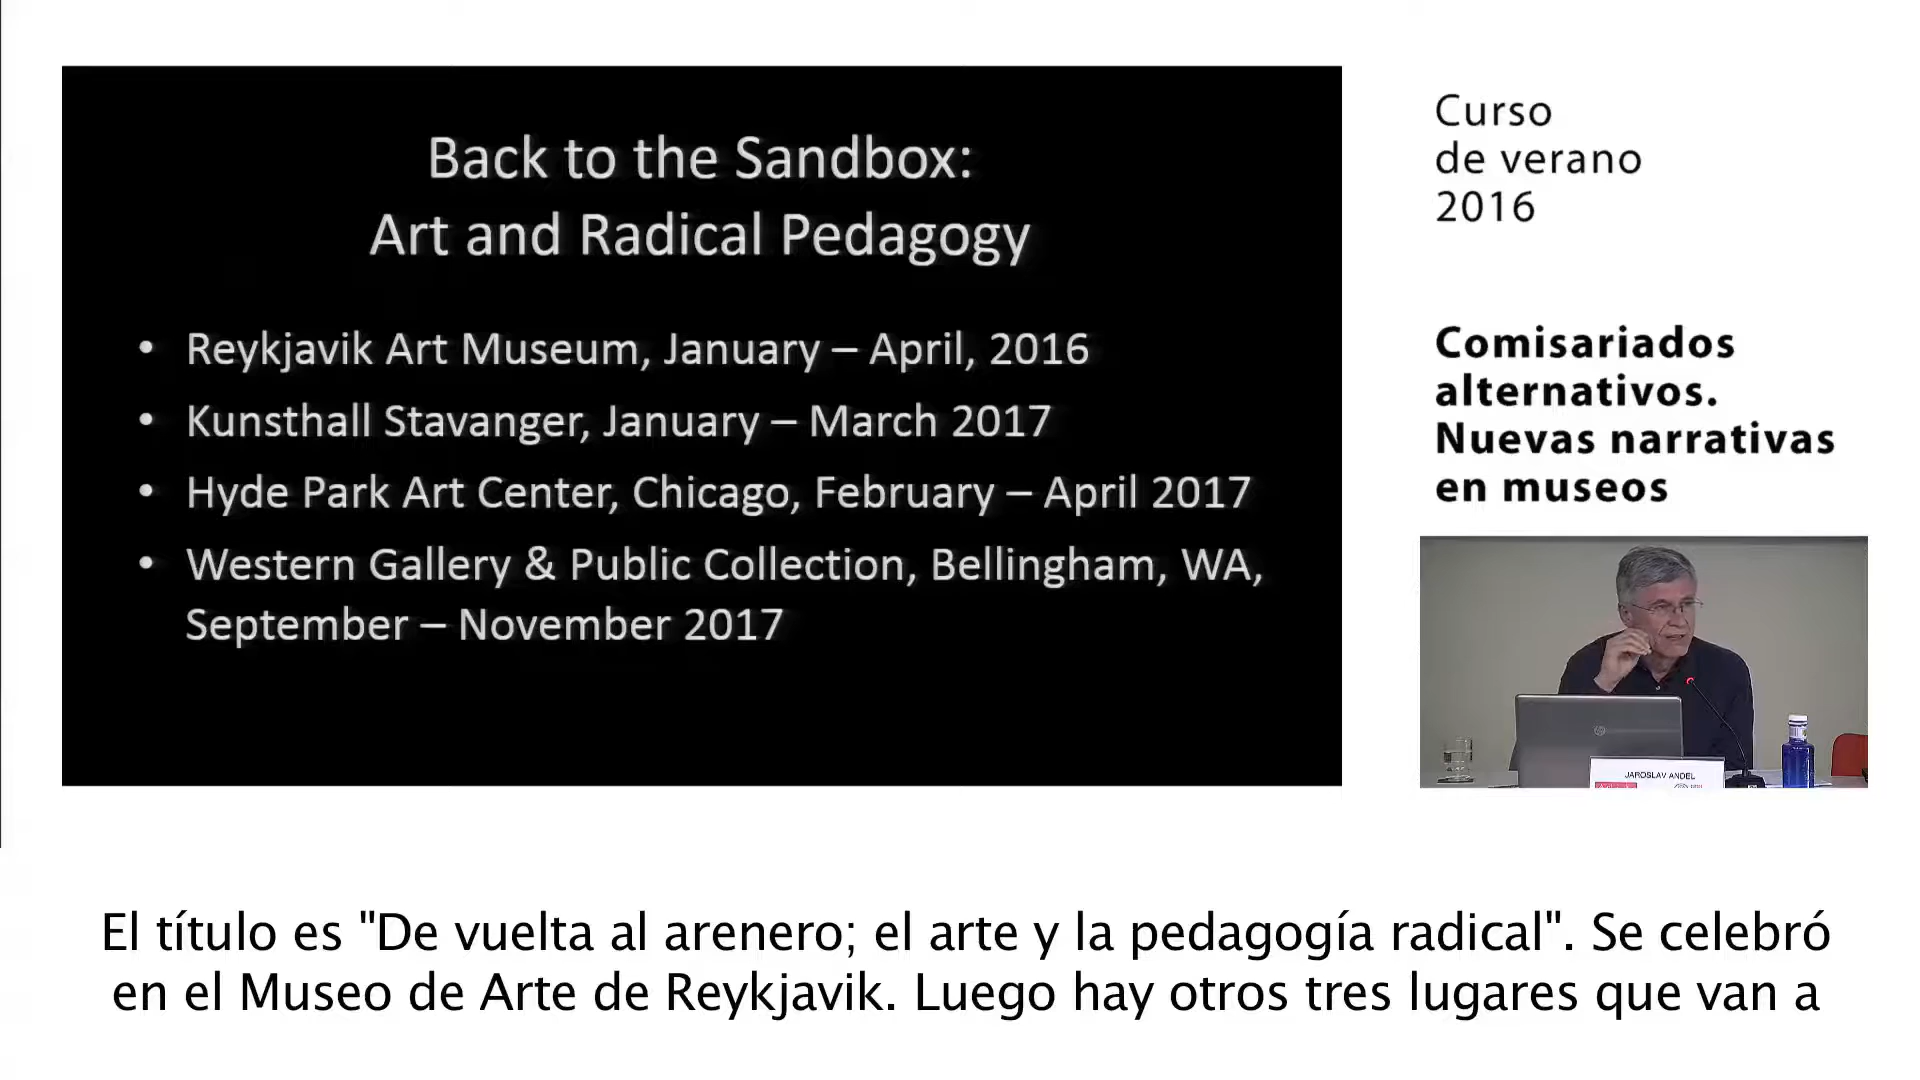 Back to the Sandbox:
Art and Radical Pedagogy
• Reykjavik Art Museum, January – April, 2016
• Kunsthall Stavanger, January – March 2017
• Hyde Park Art Center, Chicago, February – April 2017
• Western Gallery & Public Collection, Bellingham, WA,
September – November 2017
Curso
de verano
2016
Comisariados
alternativos.
Nuevas narrativas
en museos
JAROSLAV ANDEL
El título es "De vuelta al arenero; el arte y la pedagogía radical". Se celebró
en el Museo de Arte de Reykjavik. Luego hay otros tres lugares que van a